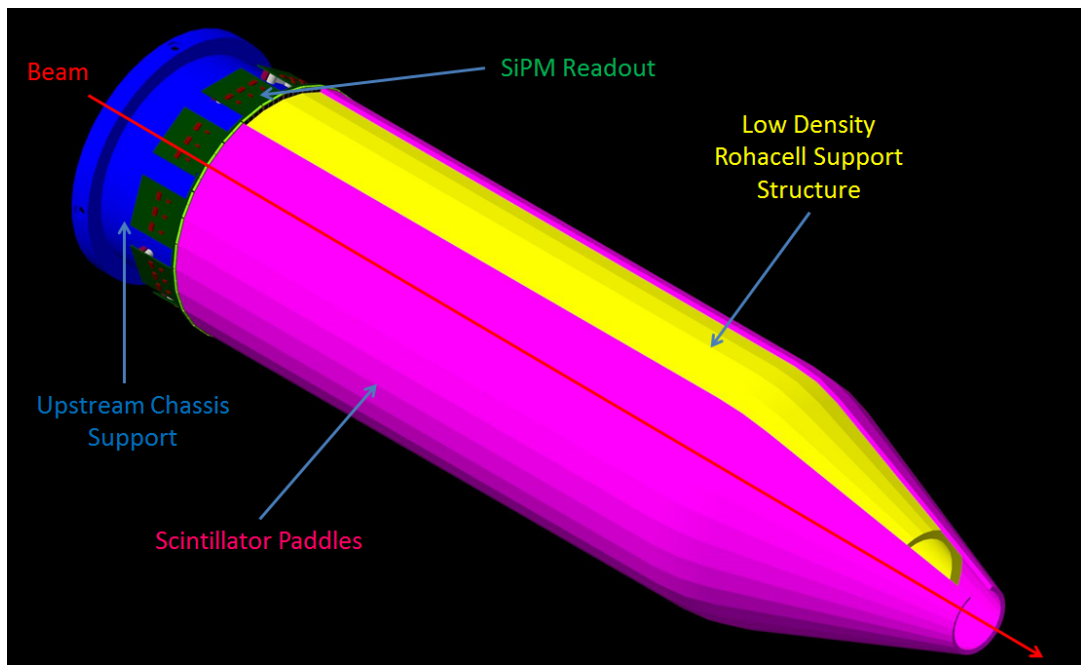 Beam
SiPM Readout
Low Density
Rohacell Support
Structure
Upstream Chassis
Support
Scintillator Paddles